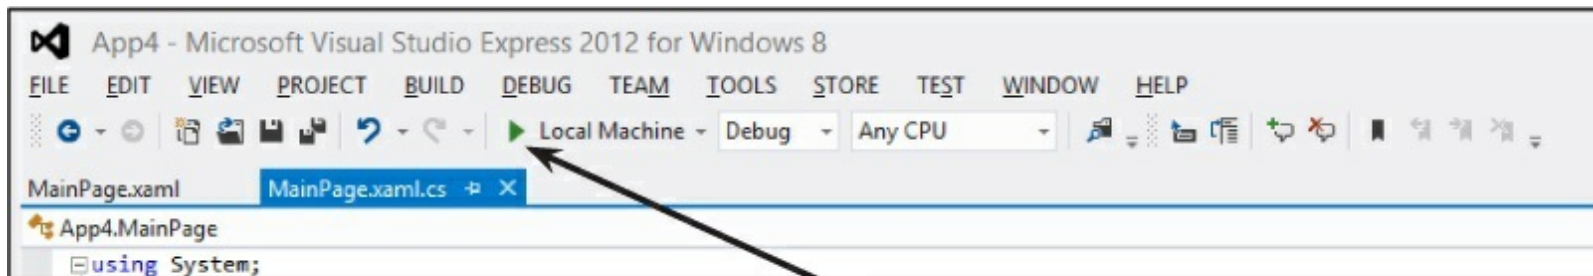 App4 - Microsoft Visual Studio Express 2012 for Windows 8
FILE EDIT VIEW PROJECT BUILD DEBUG TEAM TOOLS STORE TEST WINDOW HELP
Local Machine Debug Any CPU
MainPage.xaml MainPage.xaml.cs
App4.MainPage
using System;